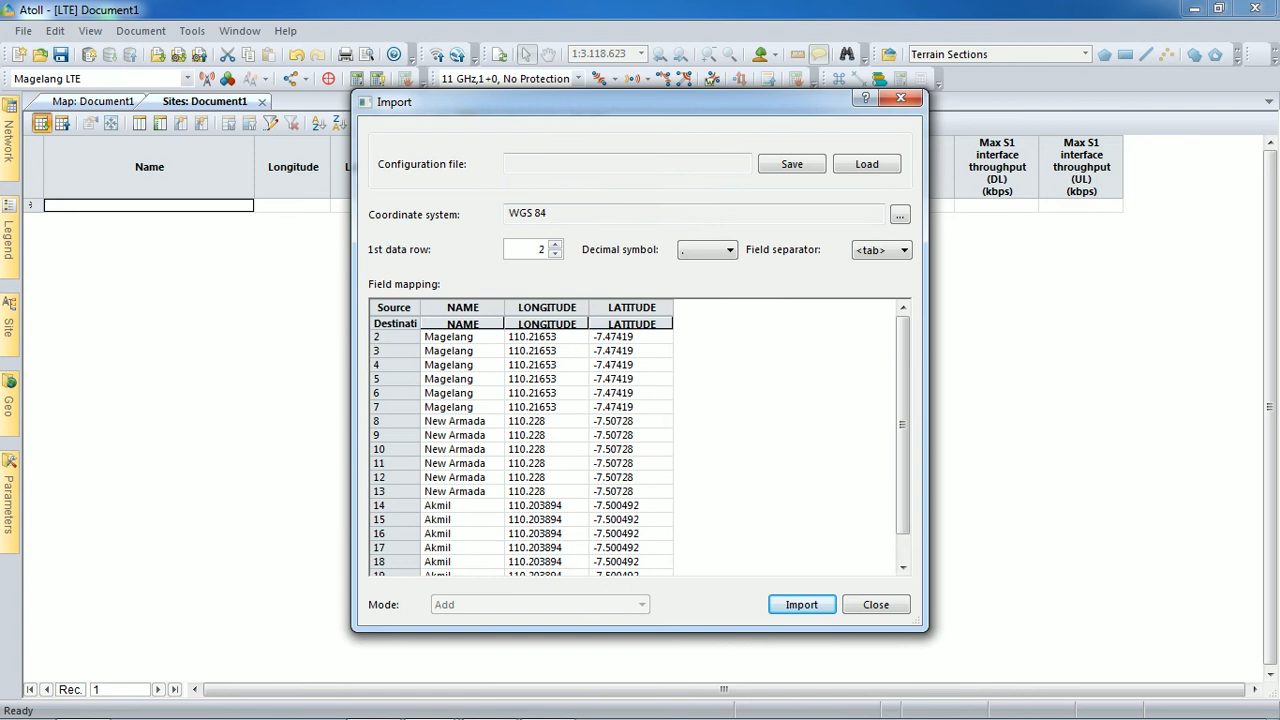 Atoll - [LTE] Document1
File Edit View Document Tools Window Help
1:3.118.623 Terrain Sections
Magelang LTE 11 GHz,1+0, No Protection
Map: Document1 Sites: Document1
Import
Network
Legend
Site
Geo
Parameters
Name Longitude L Max S1 interface throughput (DL) (kbps) Max S1 interface throughput (UL) (kbps)
Configuration file: Save Load
Coordinate system: WGS 84 ...
1st data row: 2 Decimal symbol: . Field separator: <tab>
Field mapping:
Source NAME LONGITUDE LATITUDE
Destinati NAME LONGITUDE LATITUDE
2 Magelang 110.21653 -7.47419
3 Magelang 110.21653 -7.47419
4 Magelang 110.21653 -7.47419
5 Magelang 110.21653 -7.47419
6 Magelang 110.21653 -7.47419
7 Magelang 110.21653 -7.47419
8 New Armada 110.228 -7.50728
9 New Armada 110.228 -7.50728
10 New Armada 110.228 -7.50728
11 New Armada 110.228 -7.50728
12 New Armada 110.228 -7.50728
13 New Armada 110.228 -7.50728
14 Akmil 110.203894 -7.500492
15 Akmil 110.203894 -7.500492
16 Akmil 110.203894 -7.500492
17 Akmil 110.203894 -7.500492
18 Akmil 110.203894 -7.500492
19 Akmil 110.203894 -7.500492
Mode: Add Import Close
Rec. 1
Ready